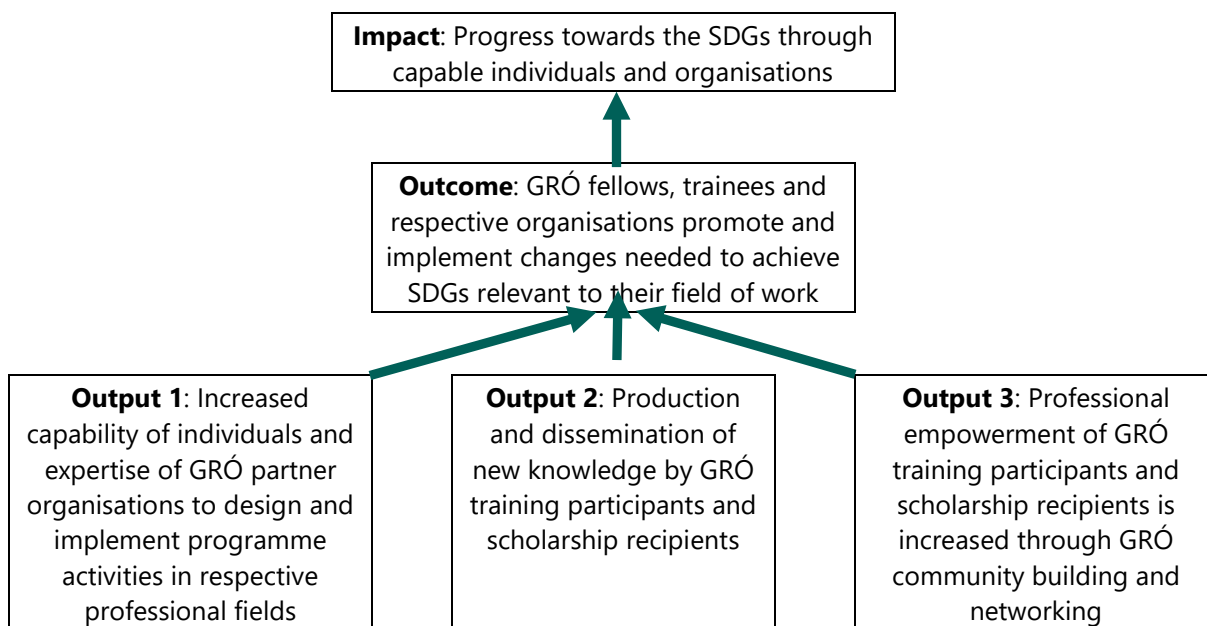 Impact: Progress towards the SDGs through
capable individuals and organisations
Outcome: GRÓ fellows, trainees and
respective organisations promote and
implement changes needed to achieve
SDGs relevant to their field of work
Output 1: Increased
capability of individuals and
expertise of GRÓ partner
organisations to design and
implement programme
activities in respective
professional fields
Output 2: Production
and dissemination of
new knowledge by GRÓ
training participants and
scholarship recipients
Output 3: Professional
empowerment of GRÓ
training participants and
scholarship recipients is
increased through GRÓ
community building and
networking